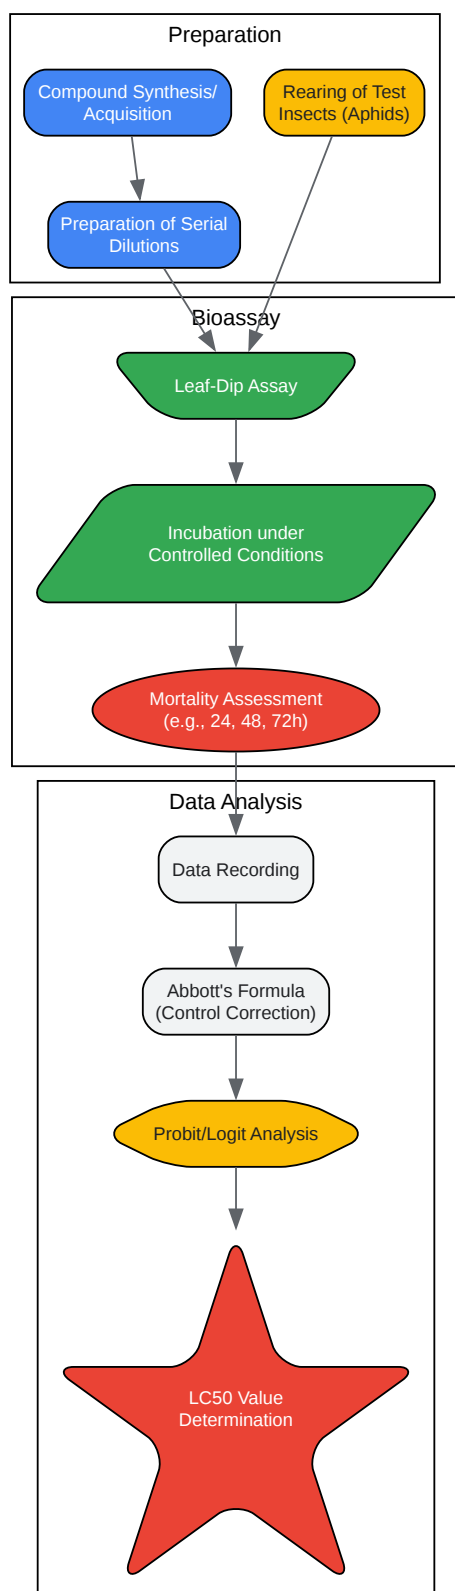 Preparation
Compound Synthesis/
Acquisition
Rearing of Test
Insects (Aphids)
Preparation of Serial
Dilutions
Bioassay
Leaf-Dip Assay
Incubation under
Controlled Conditions
Mortality Assessment
(e.g., 24, 48, 72h)
Data Analysis
Data Recording
Abbott's Formula
(Control Correction)
Probit/Logit Analysis
LC50 Value
Determination